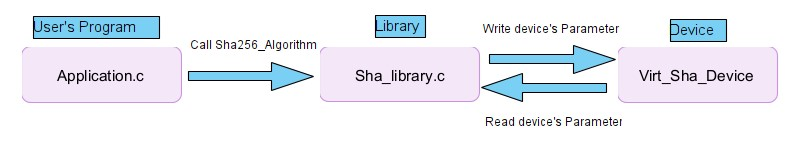 User's Program
Library
Device
Call Sha256_Algorithm
Write device's Parameter
Application.c
Sha_library.c
Virt_Sha_Device
Read device's Parameter